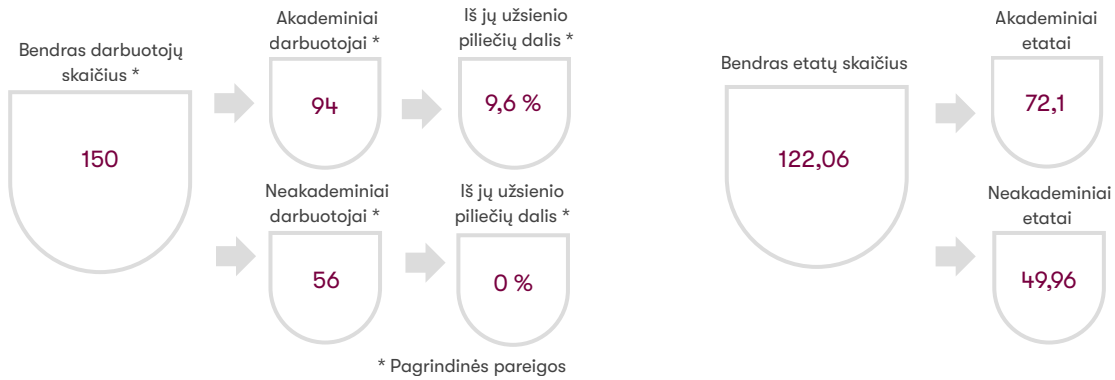 Bendras darbuotojų
skaičius *
150
Akademiniai
darbuotojai *
94
Iš jų užsienio
piliečių dalis *
9,6 %
Neakademiniai
darbuotojai *
56
Iš jų užsienio
piliečių dalis *
0 %
* Pagrindinės pareigos
Bendras etatų skaičius
122,06
Akademiniai
etatai
72,1
Neakademiniai
etatai
49,96